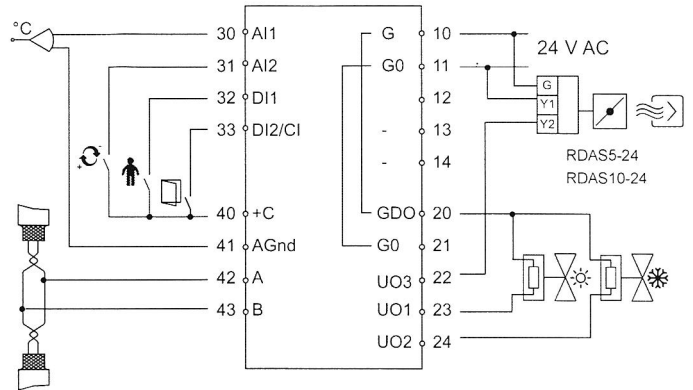 °C
30 AI1 G 10
24 V AC
31 AI2 G0 11
G
32 DI1 12
Y1
33 DI2/CI - 13
Y2
- +
- 14
RDAS5-24
RDAS10-24
40 +C GDO 20
41 AGnd G0 21
42 A UO3 22
43 B UO1 23
UO2 24